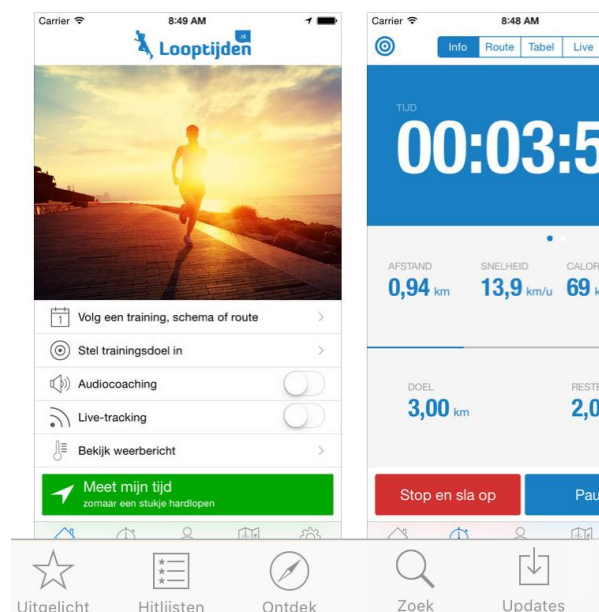 Carrier 8:49 AM
Looptijden .nl
Volg een training, schema of route
1
Stel trainingsdoel in
Audiocoaching
Live-tracking
Bekijk weerbericht
Meet mijn tijd
zomaar een stukje hardlopen
Carrier 8:48 AM
Info Route Tabel Live
TIJD
00:03:5
AFSTAND SNELHEID CALOR
0,94 km 13,9 km/u 69 k
DOEL RESTE
3,00 km 2,0
Stop en sla op Pau
Uitgelicht Hitlijsten Ontdek Zoek Updates